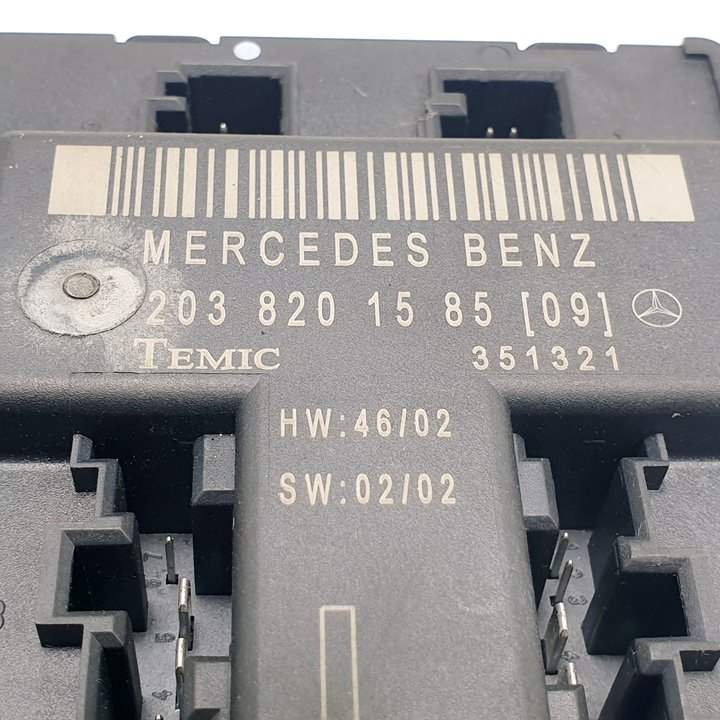 MERCEDES BENZ
203 820 15 85 [09]
TEMIC 351321
HW:46/02
SW:02/02